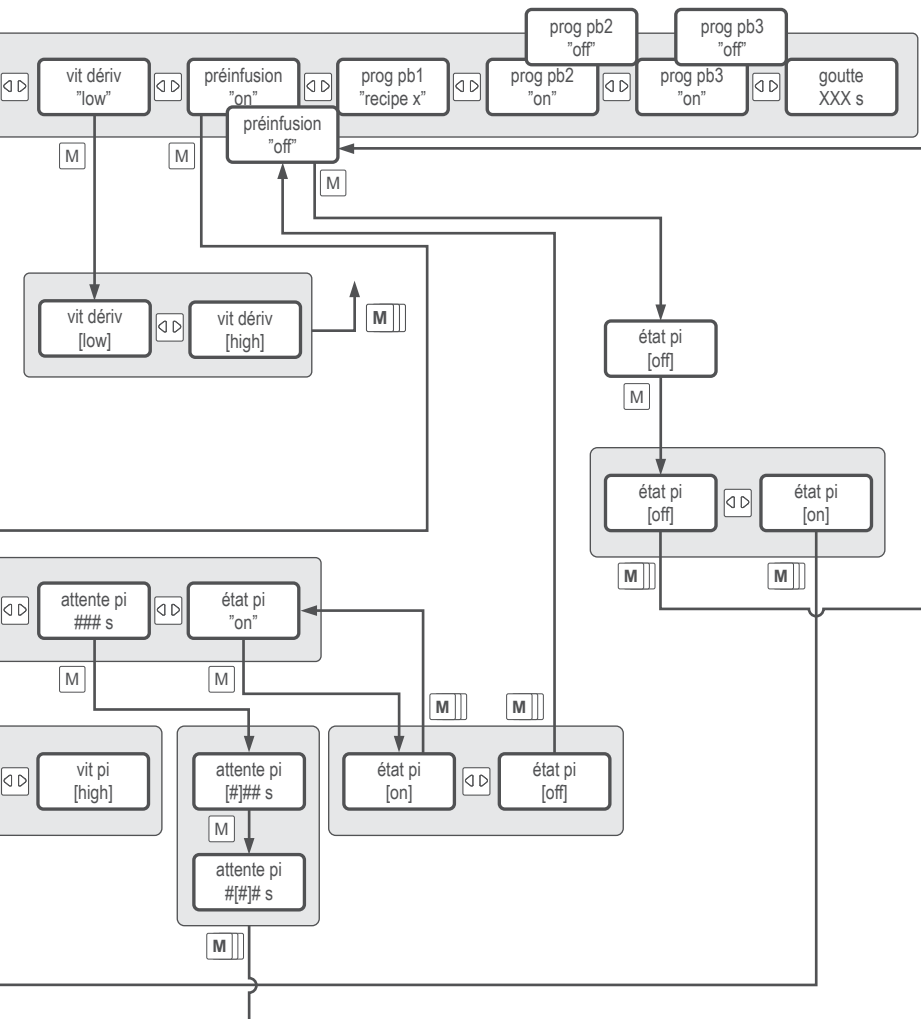 prog pb2
"off"
prog pb3
"off"
vit dériv
"low"
préinfusion
"on"
prog pb1
"recipe x"
prog pb2
"on"
prog pb3
"on"
goutte
XXX s
préinfusion
"off"
M
M
M
vit dériv
[low]
vit dériv
[high]
M
état pi
[off]
M
état pi
[off]
état pi
[on]
M
M
attente pi
### s
état pi
"on"
M
M
M
M
vit pi
[high]
attente pi
[#]## s
état pi
[on]
état pi
[off]
M
attente pi
#[#]# s
M